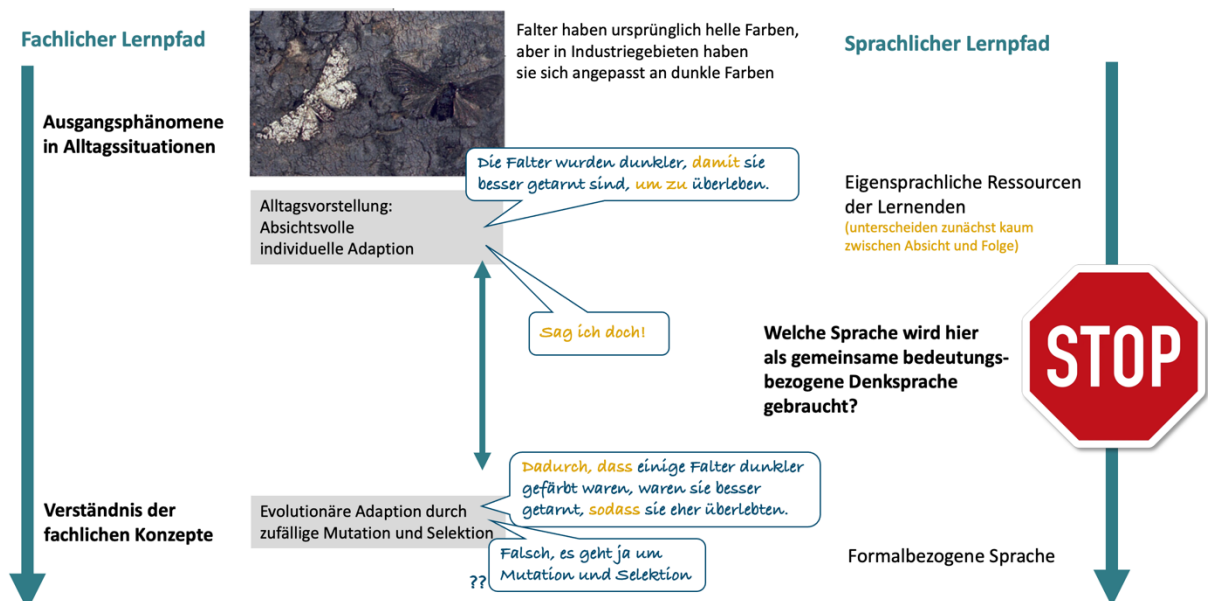 Fachlicher Lernpfad
Falter haben ursprünglich helle Farben,
aber in Industriegebieten haben
sie sich angepasst an dunkle Farben
Sprachlicher Lernpfad
Ausgangsphänomene
in Alltagssituationen
Die Falter wurden dunkler, damit sie
besser getarnt sind, um zu überleben.
Alltagsvorstellung:
Absichtsvolle
individuelle Adaption
Eigensprachliche Ressourcen
der Lernenden
(unterscheiden zunächst kaum
zwischen Absicht und Folge)
Sag ich doch!
Welche Sprache wird hier
als gemeinsame bedeutungs-
bezogene Denksprache
gebraucht?
STOP
Dadurch, dass einige Falter dunkler
gefärbt waren, waren sie besser
getarnt, sodass sie eher überlebten.
Verständnis der
fachlichen Konzepte
Evolutionäre Adaption durch
zufällige Mutation und Selektion
Falsch, es geht ja um
Mutation und Selektion
??
Formalbezogene Sprache